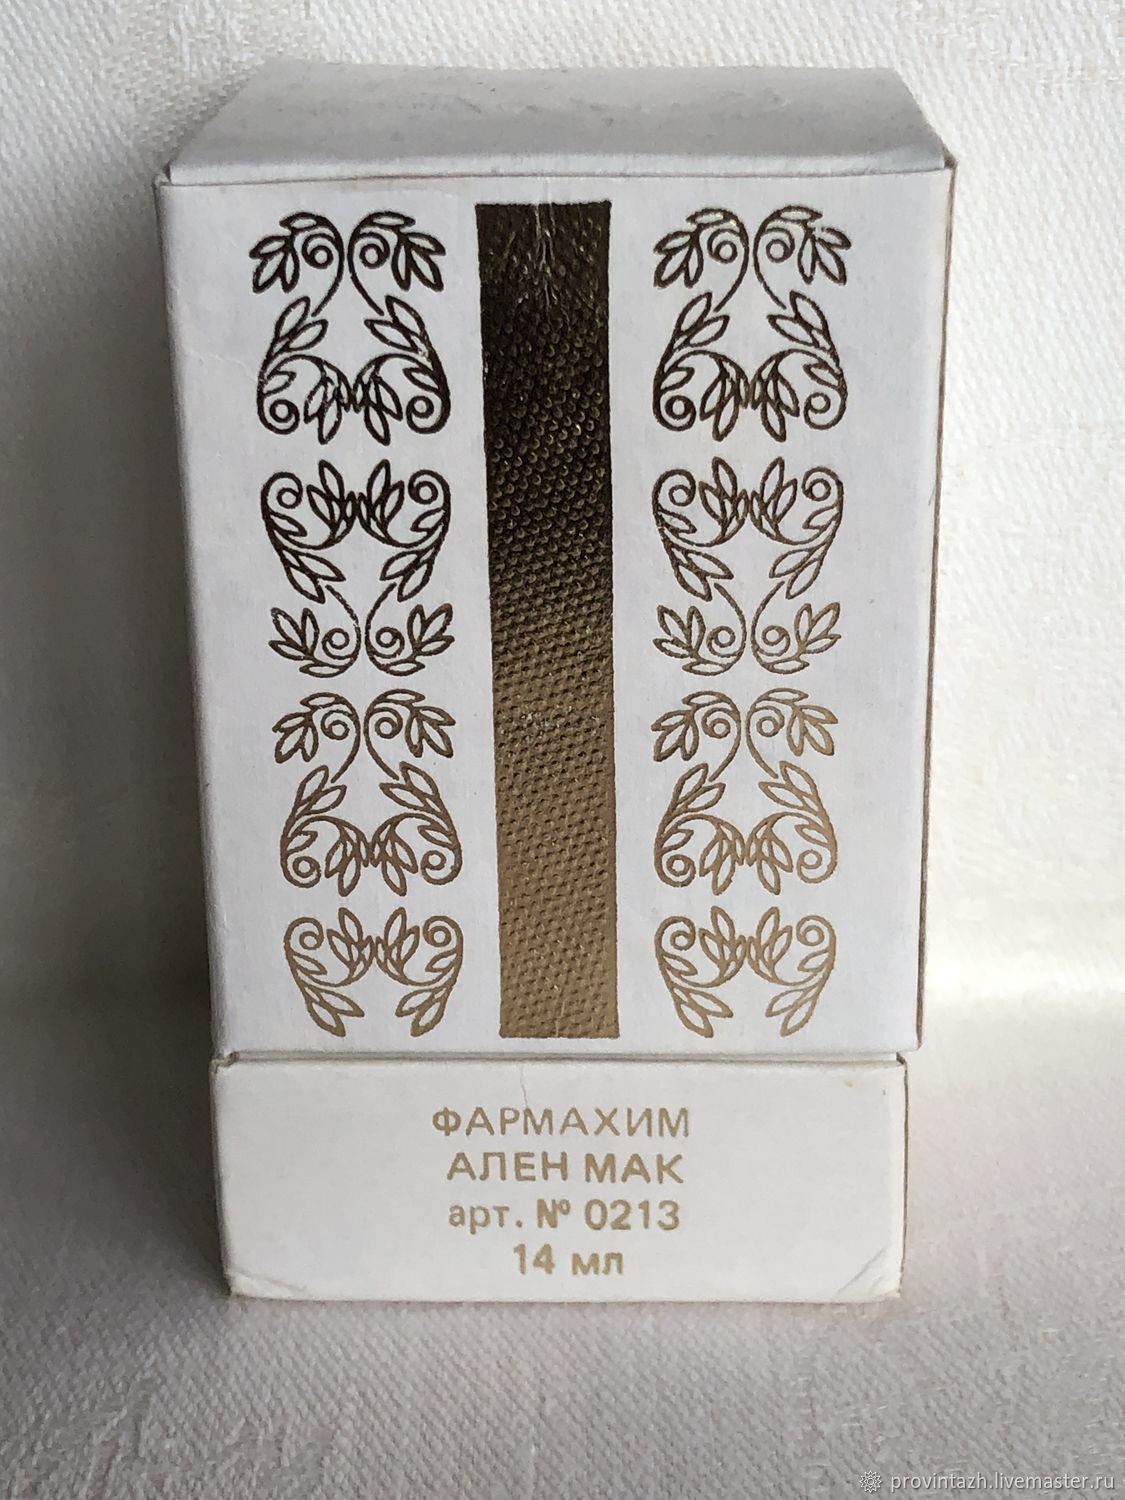 ФАРМАХИМ
АЛЕН МАК
арт. № 0213
14 мл
provintazh.livemaster.ru